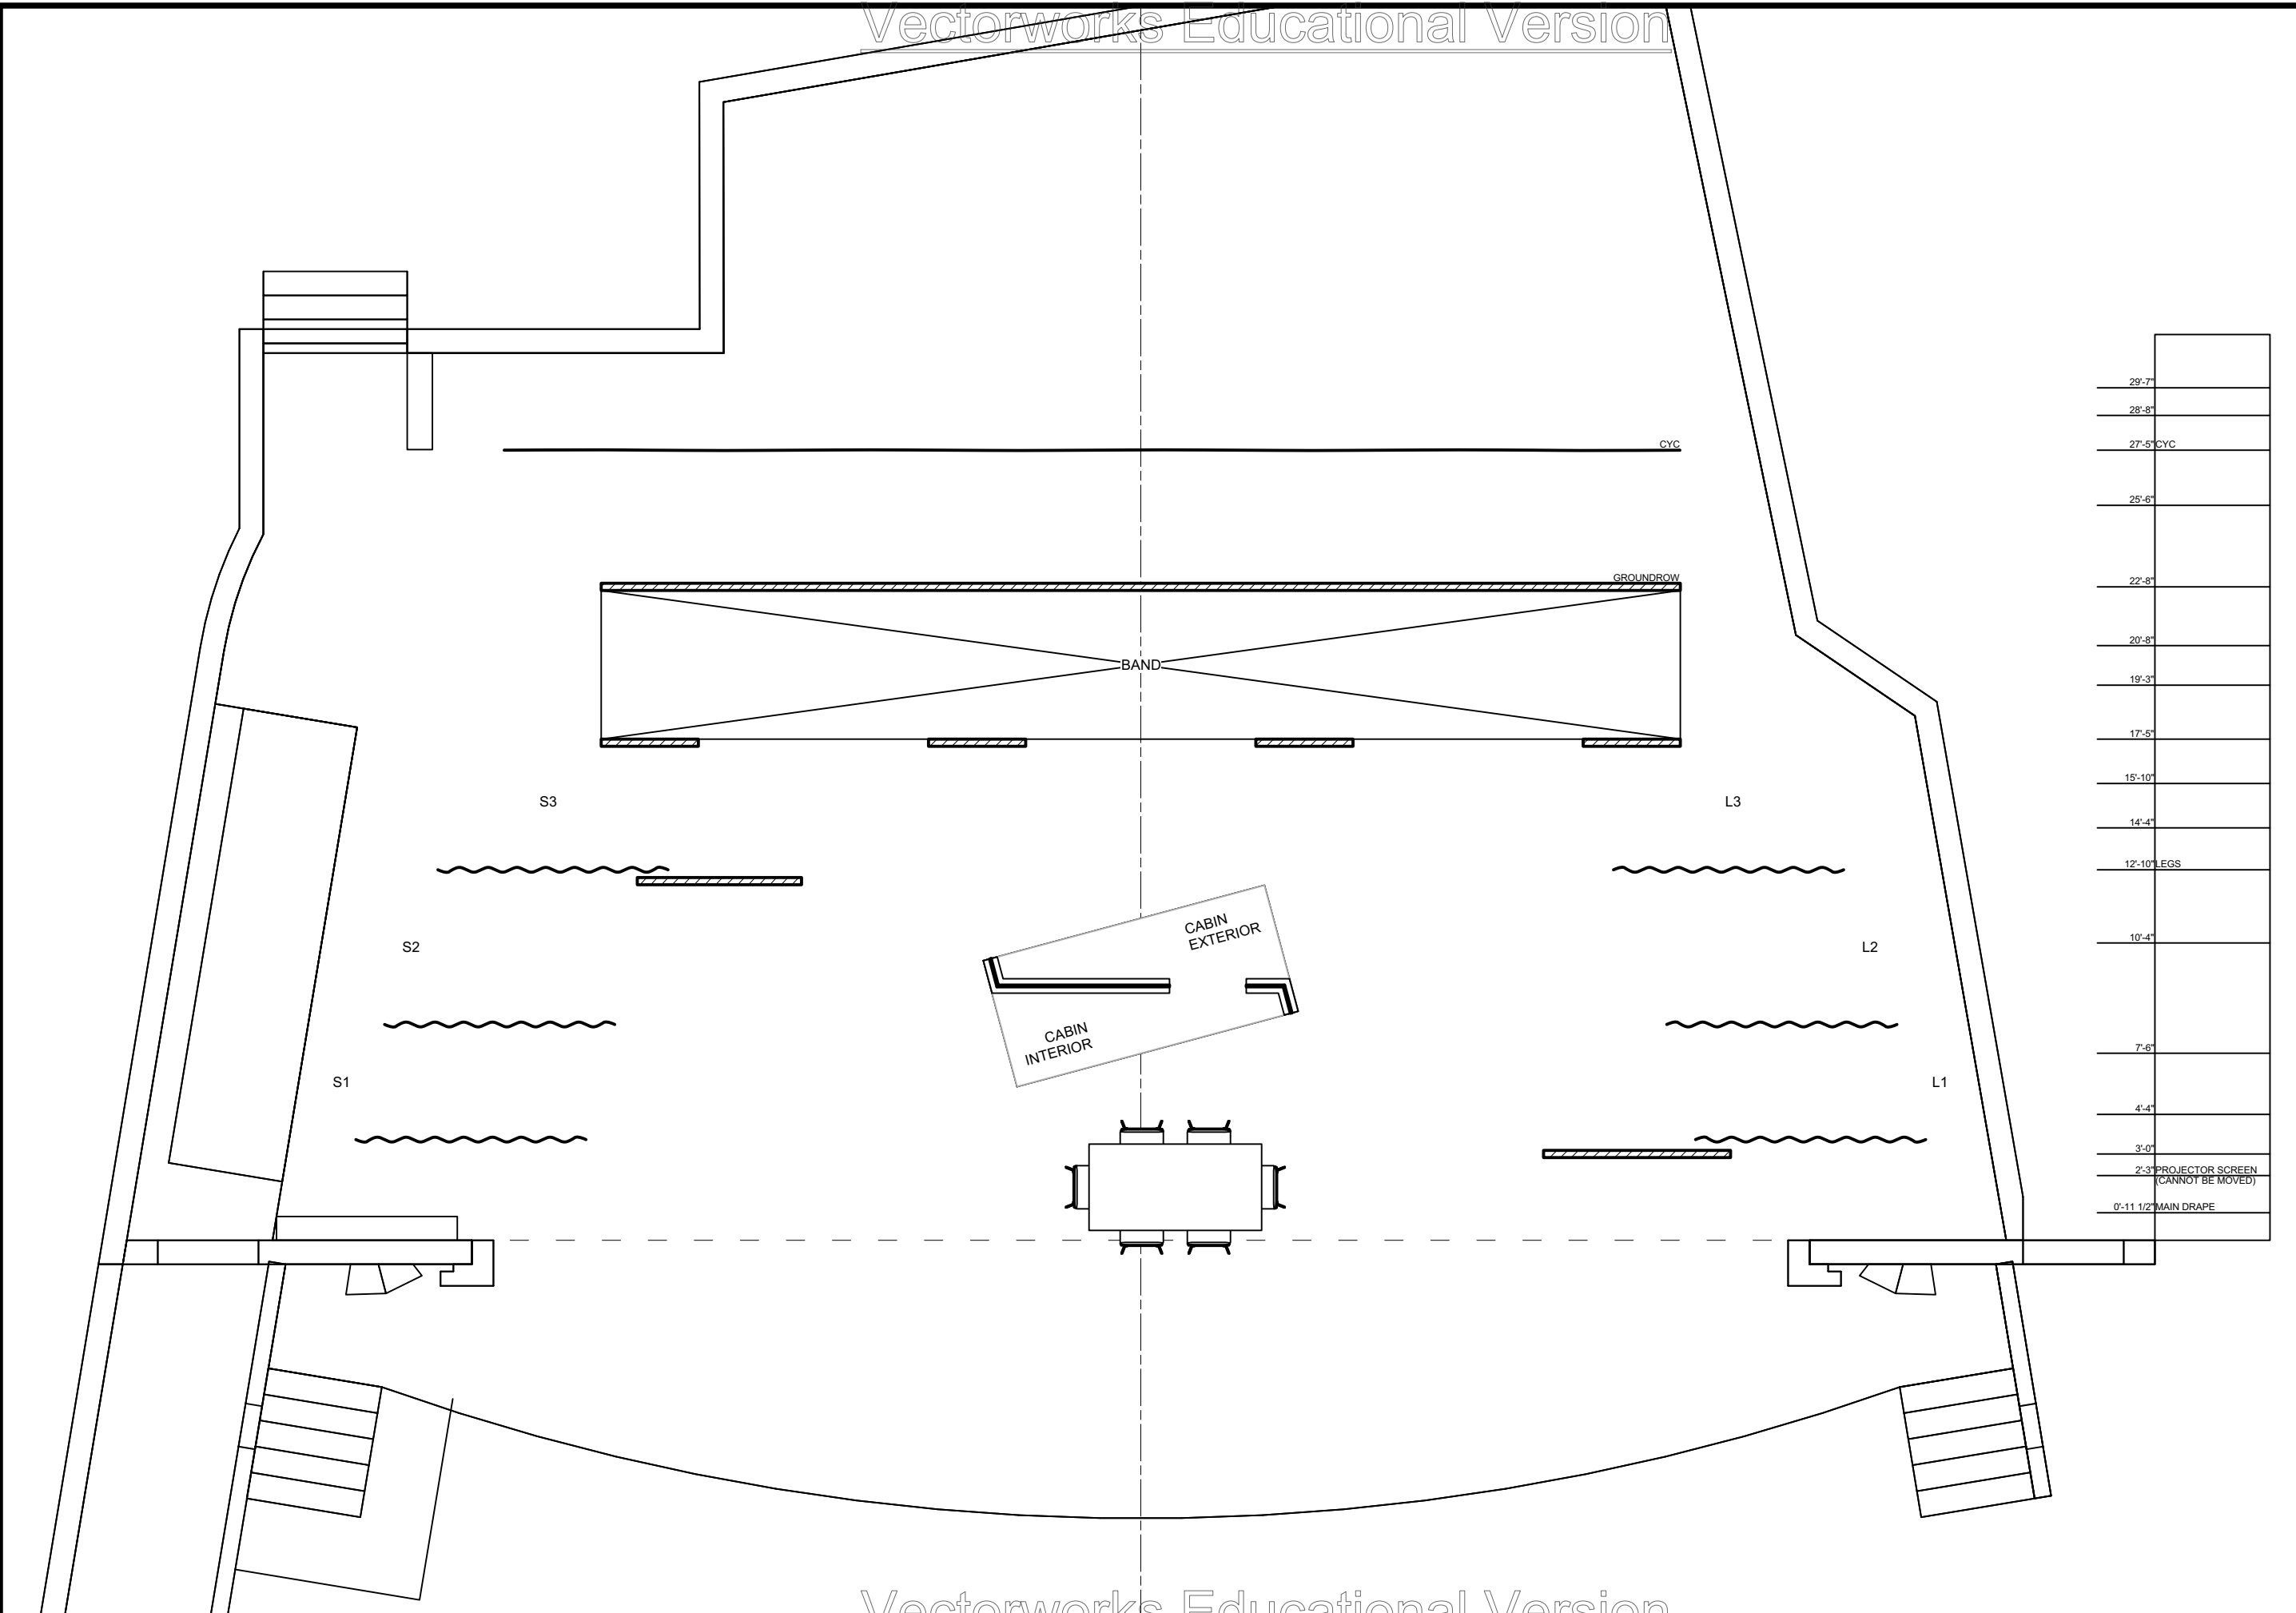 Vectorworks Educational Version
29'-7"
28'-8"
CYC
27'-5" CYC
25'-6"
GROUNDROW
22'-8"
20'-8"
BAND
19'-3"
17'-5"
15'-10"
S3
L3
14'-4"
12'-10" LEGS
CABIN
EXTERIOR
10'-4"
S2
L2
CABIN
INTERIOR
7'-6"
S1
L1
4'-4"
3'-0"
2'-3" PROJECTOR SCREEN
(CANNOT BE MOVED)
0'-11 1/2" MAIN DRAPE
Vectorworks Educational Version